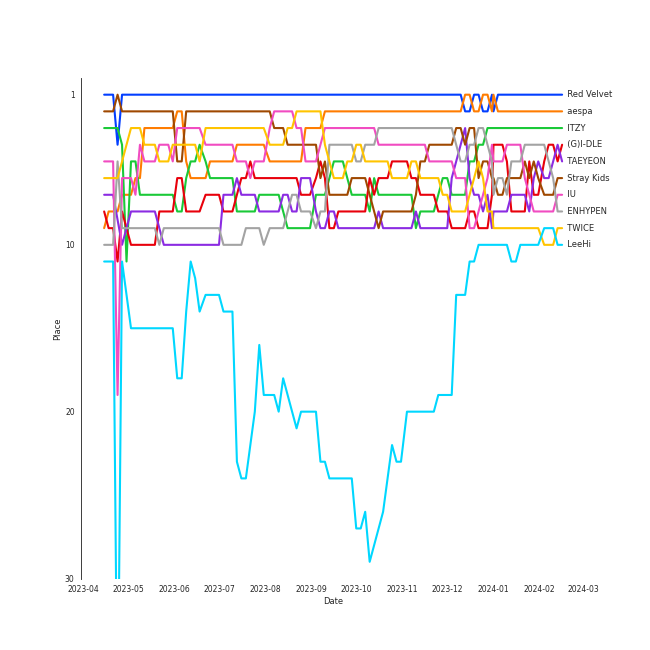 1
10
20
30
Place
2023-04 2023-05 2023-06 2023-07 2023-08 2023-09 2023-10 2023-11 2023-12 2024-01 2024-02 2024-03
Date
Red Velvet
aespa
ITZY
(G)I-DLE
TAEYEON
Stray Kids
IU
ENHYPEN
TWICE
LeeHi